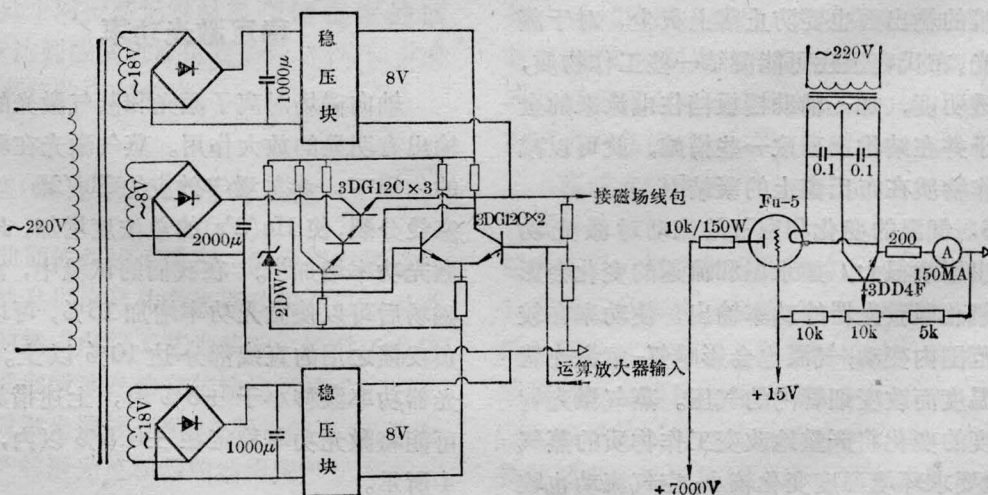 ~18V
1000μ
稳压块
8V
~220V
~18V
2000μ
3DG12C×3
2DW7
3DG12C×2
接磁场线包
运算放大器输入
~18V
1000μ
稳压块
8V
~220V
0.1
0.1
Fu-5
10k/150W
200
A
150MA
3DD4F
10k
10k
5k
+15V
+7000V